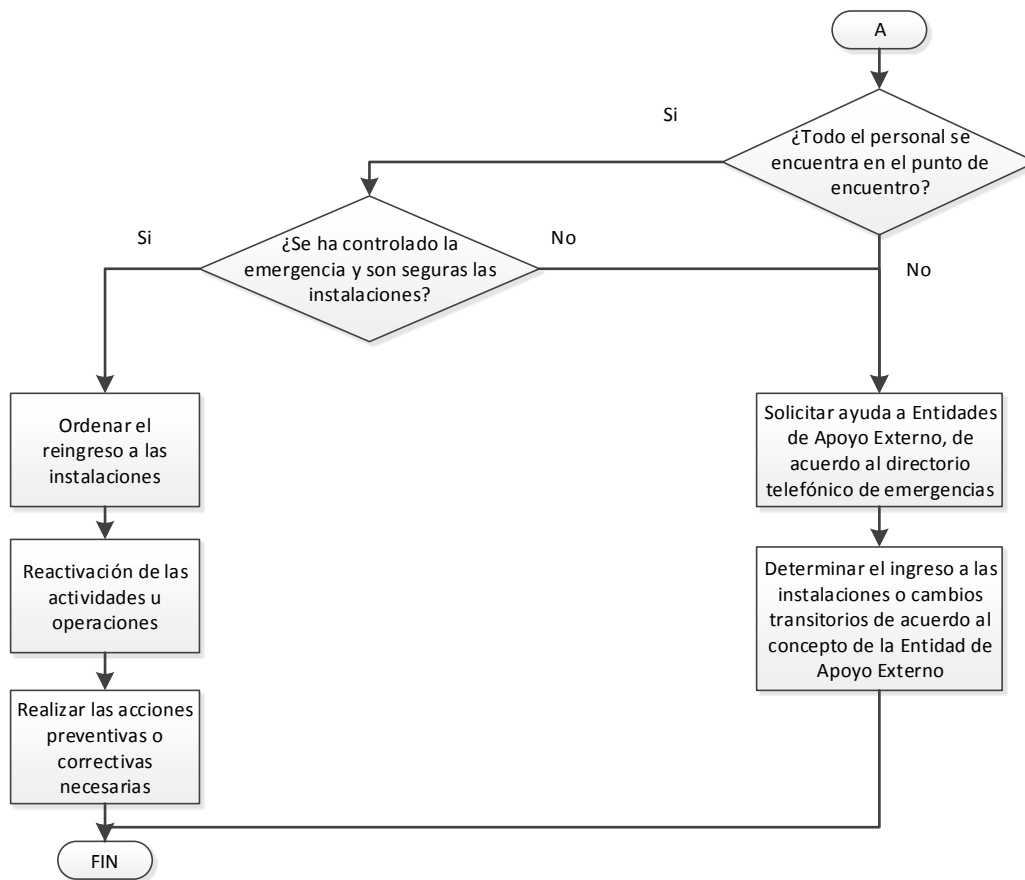 A
Si
¿Todo el personal se
encuentra en el punto de
encuentro?
Si
¿Se ha controlado la
emergencia y son seguras las
instalaciones?
No
No
Ordenar el
reingreso a las
instalaciones
Solicitar ayuda a Entidades
de Apoyo Externo, de
acuerdo al directorio
telefónico de emergencias
Reactivación de las
actividades u
operaciones
Determinar el ingreso a las
instalaciones o cambios
transitorios de acuerdo al
concepto de la Entidad de
Apoyo Externo
Realizar las acciones
preventivas o
correctivas
necesarias
FIN